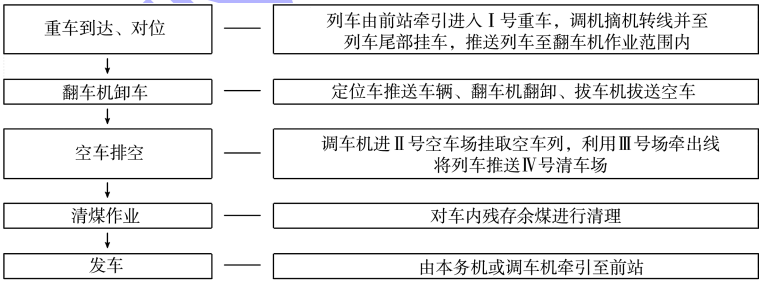 重车到达、对位
列车由前站牵引进入Ⅰ号重车，调机摘机转线并至
列车尾部挂车，推送列车至翻车机作业范围内
翻车机卸车
定位车推送车辆、翻车机翻卸、拔车机拔送空车
空车排空
调车机进Ⅱ号空车场挂取空车列，利用Ⅲ号场牵出线
将列车推送Ⅳ号清车场
清煤作业
对车内残存余煤进行清理
发车
由本务机或调车机牵引至前站